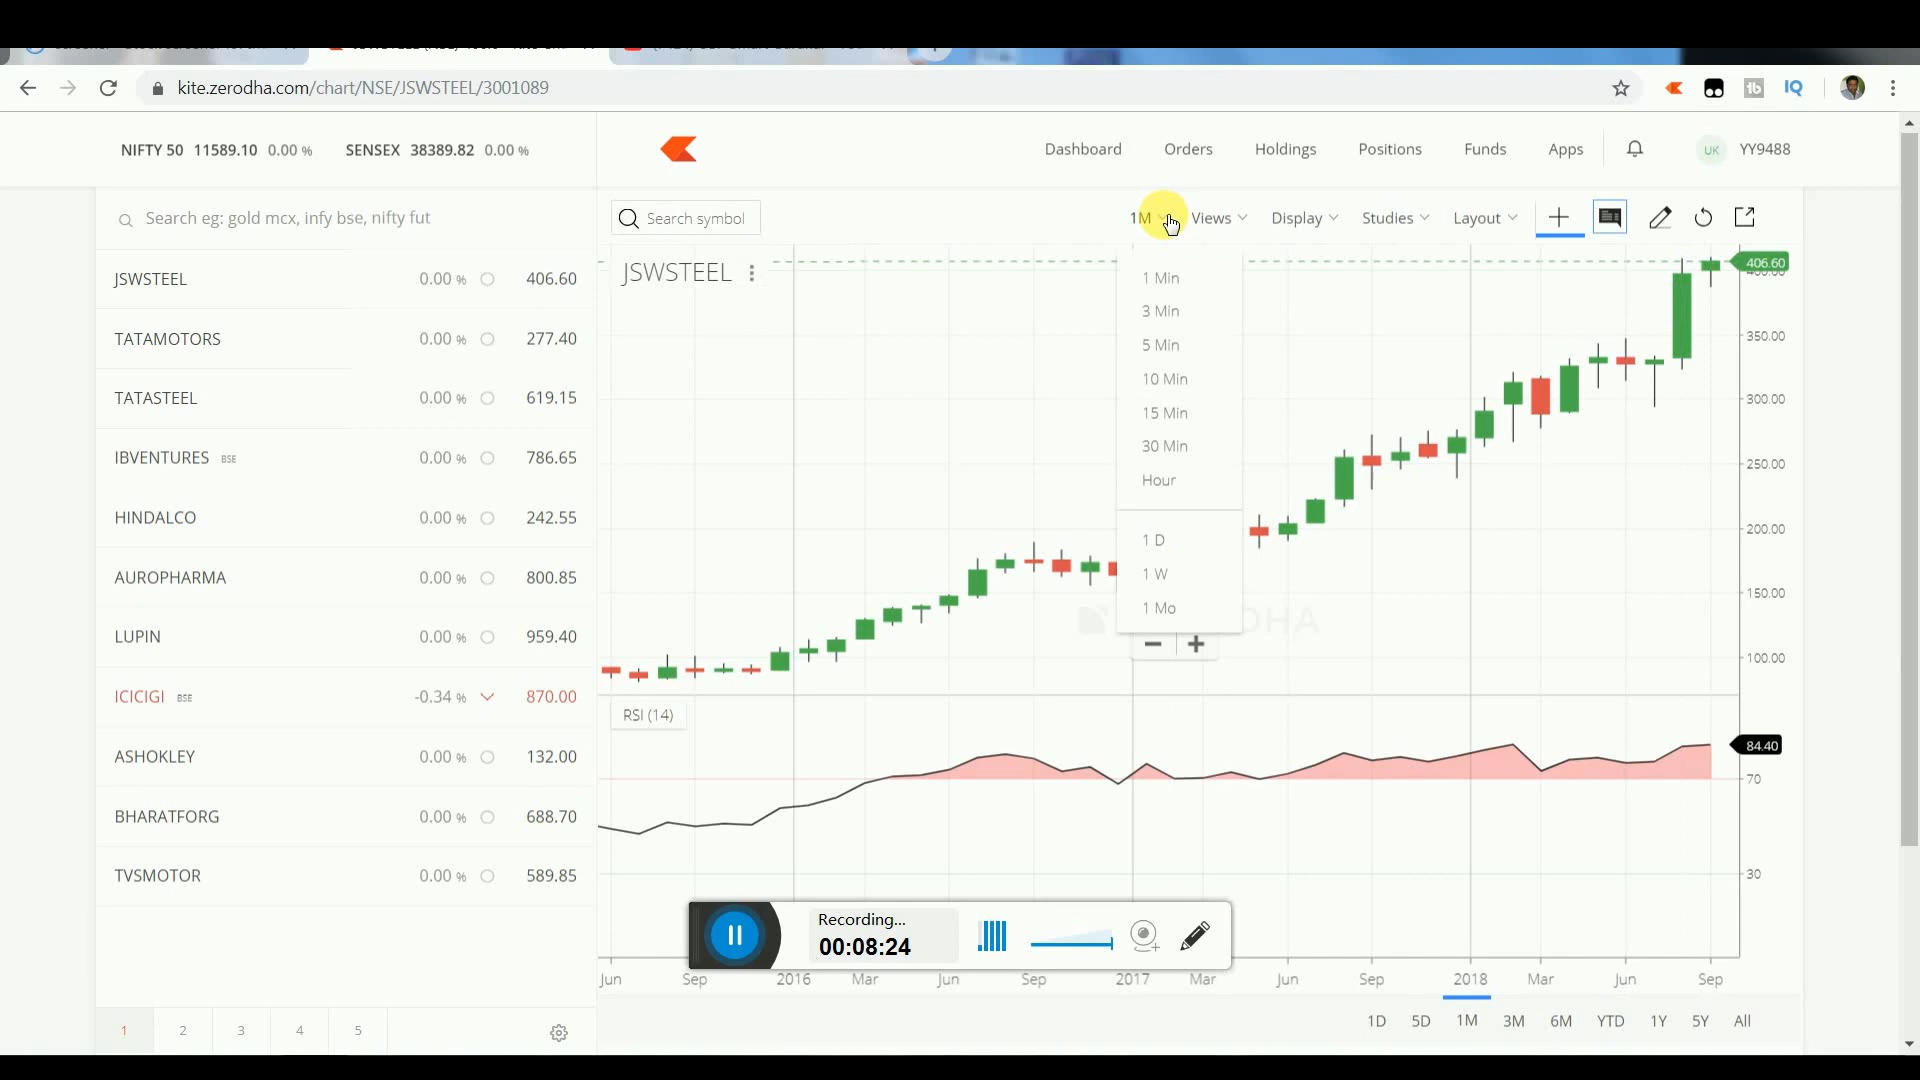 kite.zerodha.com/chart/NSE/JSWSTEEL/3001089
NIFTY 50 11589.10 0.00 % SENSEX 38389.82 0.00 %
Dashboard Orders Holdings Positions Funds Apps UK YY9488
Search eg: gold mcx, infy bse, nifty fut
Search symbol 1M Views Display Studies Layout
JSWSTEEL 0.00 % 406.60
TATAMOTORS 0.00 % 277.40
TATASTEEL 0.00 % 619.15
IBVENTURES BSE 0.00 % 786.65
HINDALCO 0.00 % 242.55
AUROPHARMA 0.00 % 800.85
LUPIN 0.00 % 959.40
ICICIGI BSE -0.34 % 870.00
ASHOKLEY 0.00 % 132.00
BHARATFORG 0.00 % 688.70
TVSMOTOR 0.00 % 589.85
1 2 3 4 5
JSWSTEEL
1 Min
3 Min
5 Min
10 Min
15 Min
30 Min
Hour
1 D
1 W
1 Mo
406.60
350.00
300.00
250.00
200.00
150.00
100.00
RSI (14)
84.40
70
30
Recording...
00:08:24
Jun Sep 2016 Mar Jun Sep 2017 Mar Jun Sep 2018 Mar Jun Sep
1D 5D 1M 3M 6M YTD 1Y 5Y All